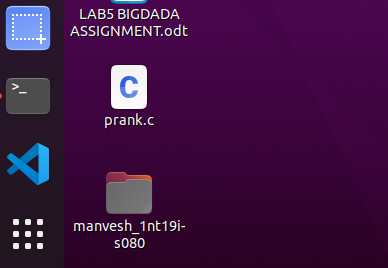 LAB5 BIGDADA
ASSIGNMENT.odt
>_
C
prank.c
manvesh_1nt19i-
s080